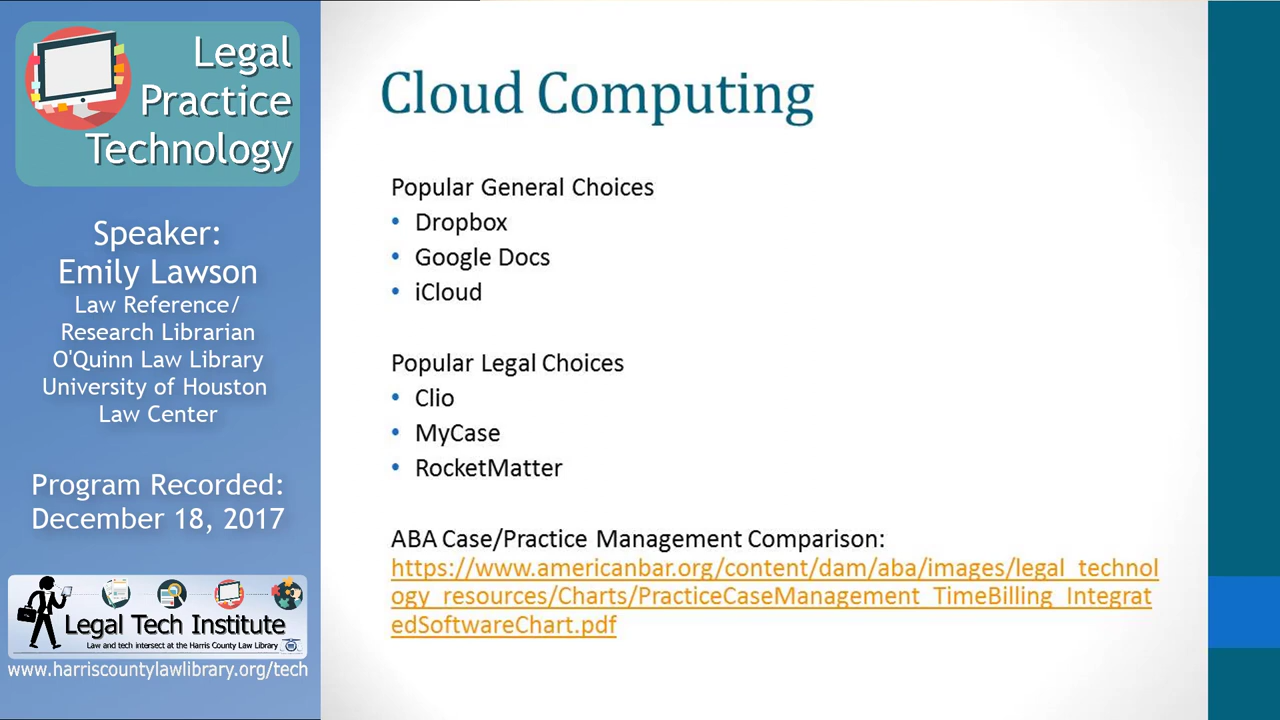 Legal
Practice
Technology
Speaker:
Emily Lawson
Law Reference/
Research Librarian
O'Quinn Law Library
University of Houston
Law Center
Program Recorded:
December 18, 2017
Legal Tech Institute
Law and tech intersect at the Harris County Law Library
www.harriscountylawlibrary.org/tech
Cloud Computing
Popular General Choices
• Dropbox
• Google Docs
• iCloud
Popular Legal Choices
• Clio
• MyCase
• RocketMatter
ABA Case/Practice Management Comparison:
https://www.americanbar.org/content/dam/aba/images/legal_technol
ogy_resources/Charts/PracticeCaseManagement_TimeBilling_Integrat
edSoftwareChart.pdf